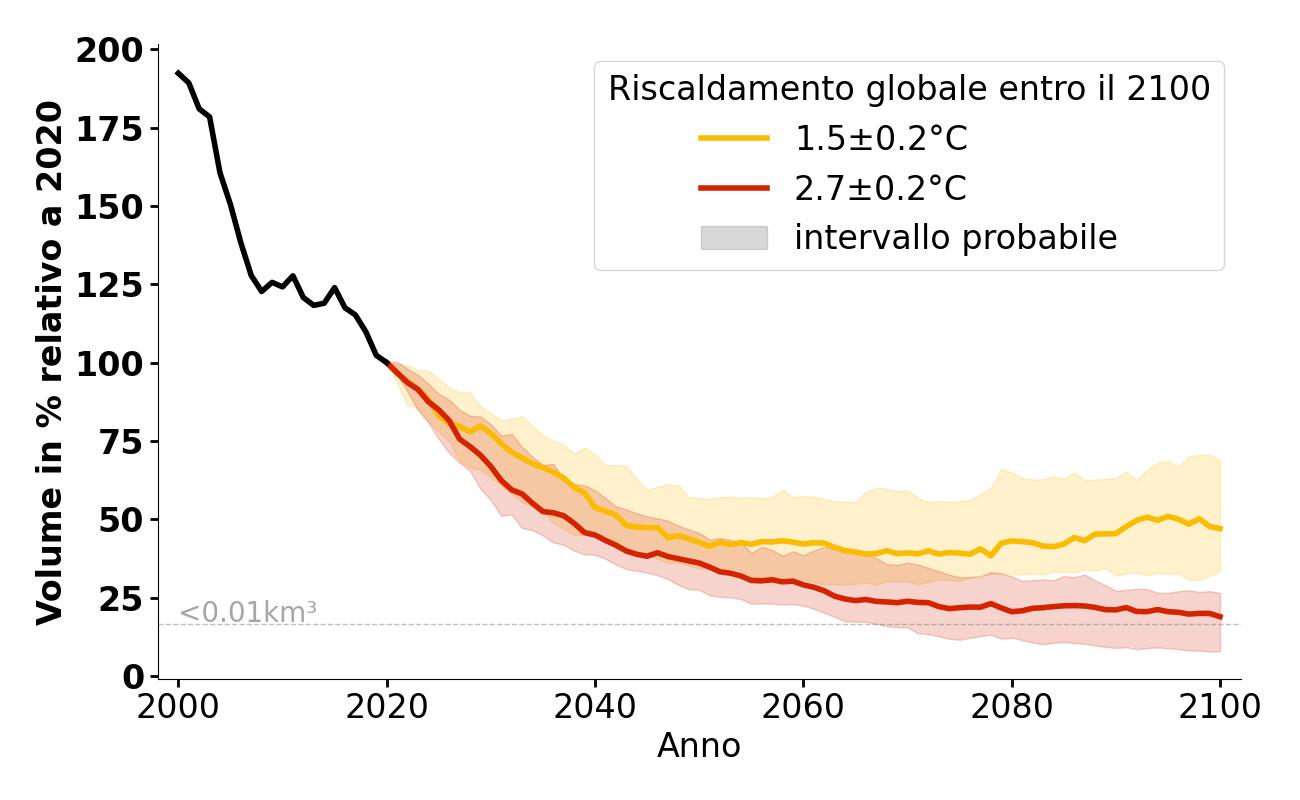 Volume in % relativo a 2020
200
175
150
125
100
75
50
25
0
Riscaldamento globale entro il 2100
1.5±0.2°C
2.7±0.2°C
intervallo probabile
<0.01km³
2000 2020 2040 2060 2080 2100
Anno